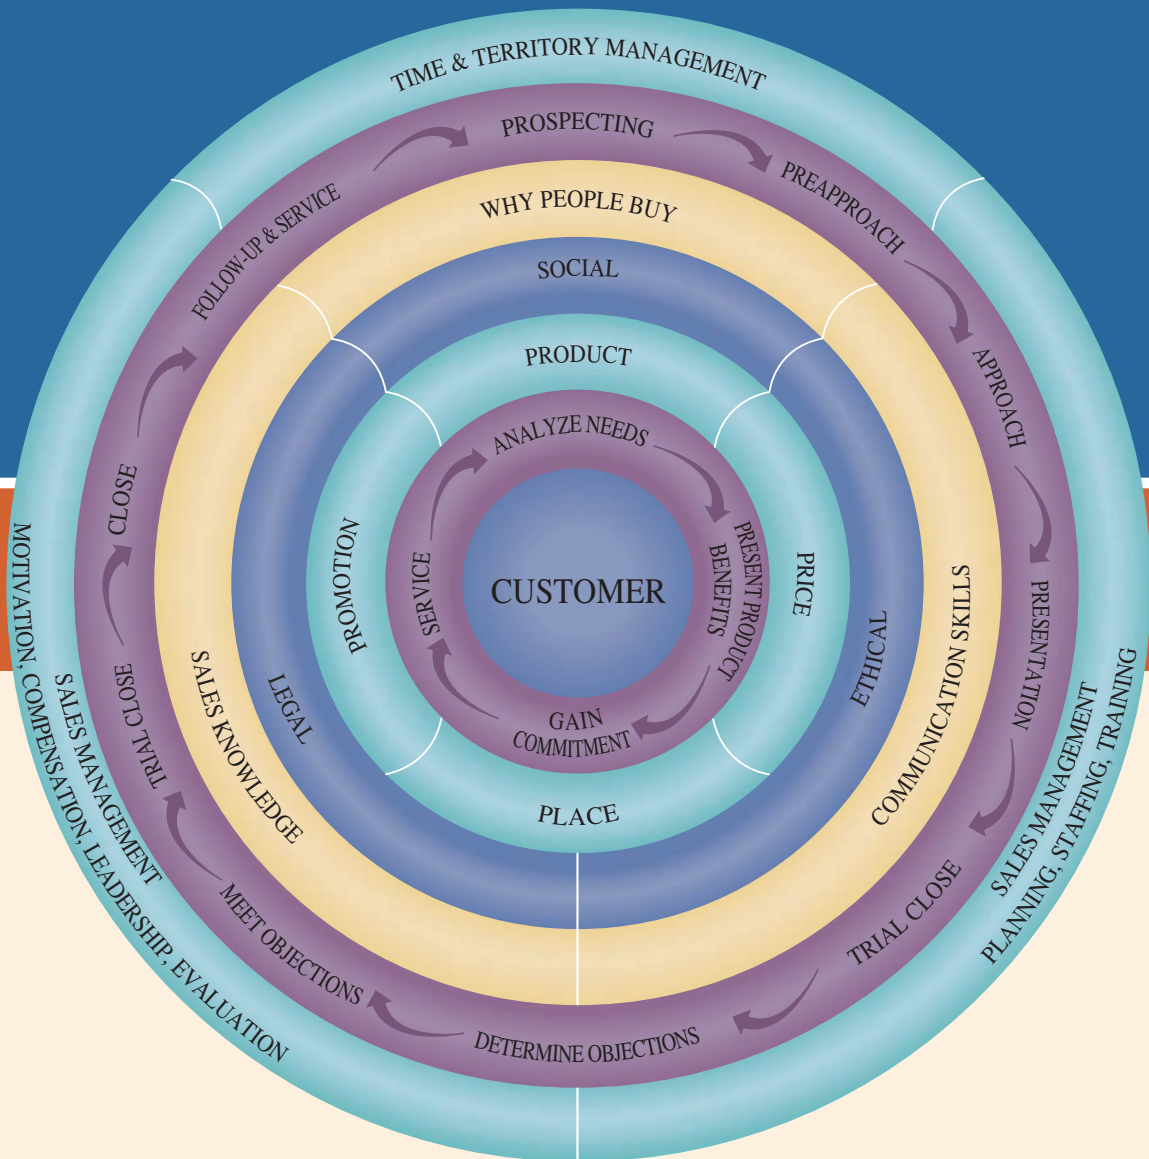 TIME & TERRITORY MANAGEMENT
SALES MANAGEMENT
PLANNING, STAFFING, TRAINING
SALES MANAGEMENT
MOTIVATION, COMPENSATION, LEADERSHIP, EVALUATION
PROSPECTING
PREAPPROACH
APPROACH
PRESENTATION
TRIAL CLOSE
DETERMINE OBJECTIONS
MEET OBJECTIONS
TRIAL CLOSE
CLOSE
FOLLOW-UP & SERVICE
WHY PEOPLE BUY
COMMUNICATION SKILLS
SALES KNOWLEDGE
SOCIAL
ETHICAL
LEGAL
PRODUCT
PRICE
PLACE
PROMOTION
ANALYZE NEEDS
PRESENT PRODUCT
BENEFITS
GAIN
COMMITMENT
SERVICE
CUSTOMER